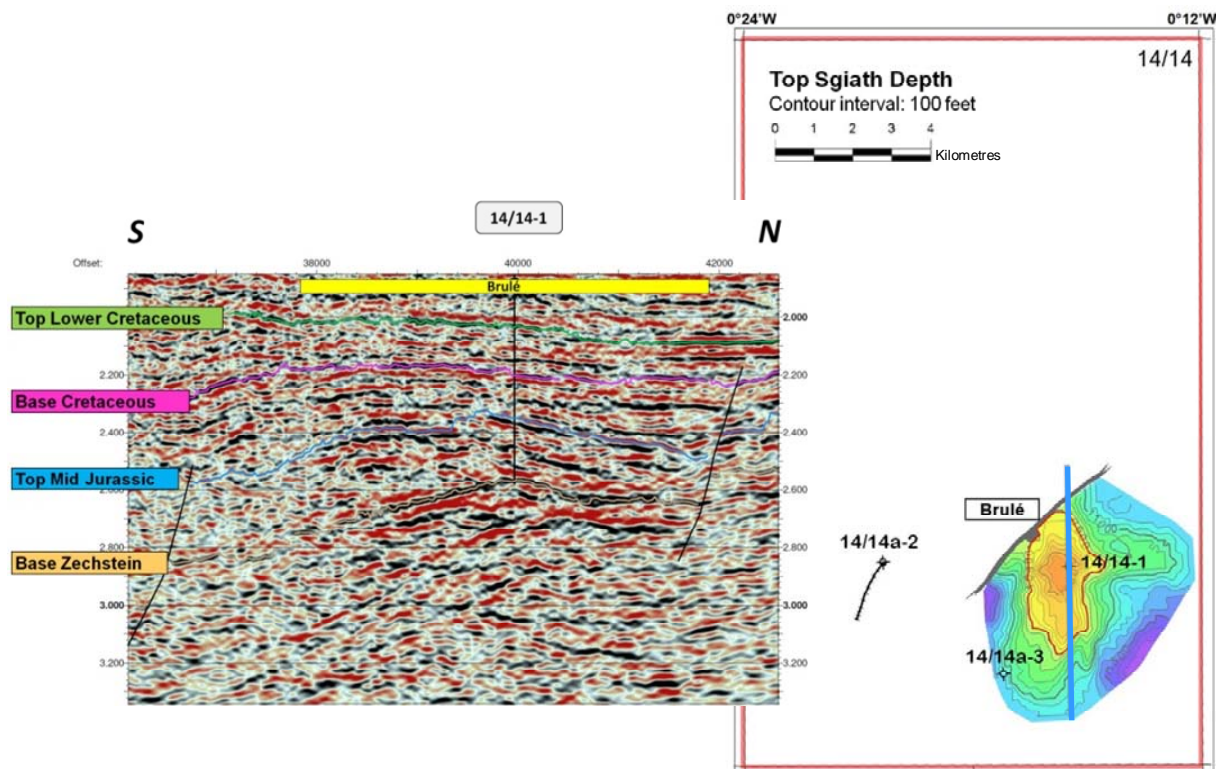 0°24'W
0°12'W
14/14
Top Sgiath Depth
Contour interval: 100 feet
0 1 2 3 4
Kilometres
14/14-1
S
N
Offset:
38000
40000
42000
Brulé
Top Lower Cretaceous
2.000
2.200
2.200
Base Cretaceous
2.400
2.400
Top Mid Jurassic
2.600
2.600
Base Zechstein
2.800
2.800
3.000
3.000
3.200
3.200
Brulé
14/14a-2
14/14-1
14/14a-3